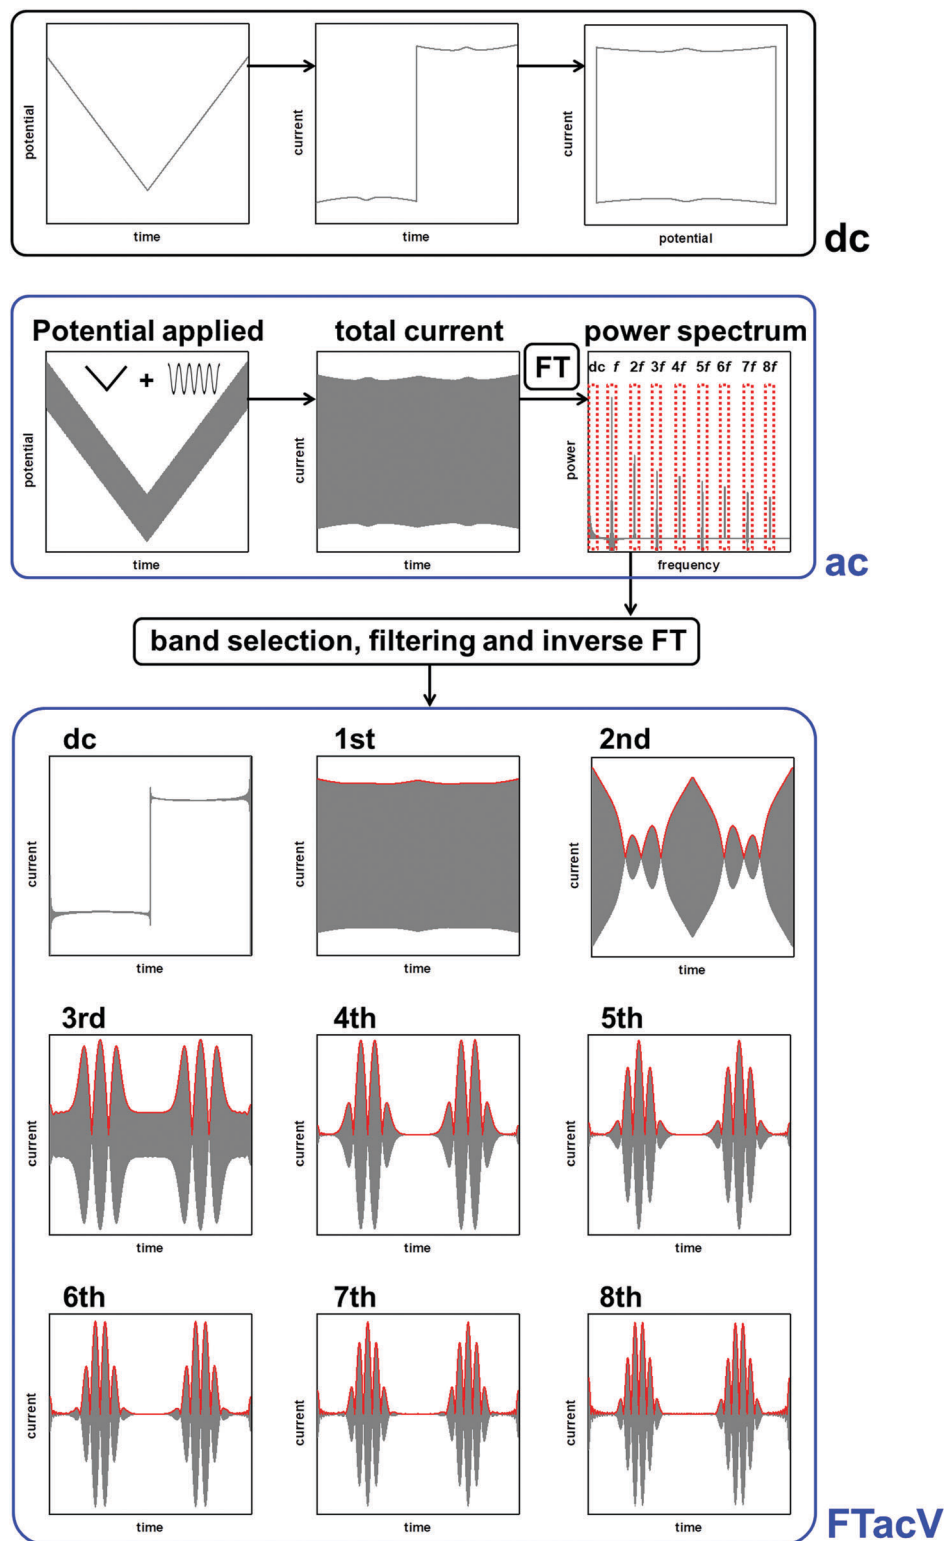 potential
time
current
time
current
potential
dc
Potential applied
total current
power spectrum
+
FT
dc f 2f 3f 4f 5f 6f 7f 8f
potential
time
current
time
power
frequency
ac
band selection, filtering and inverse FT
dc
1st
2nd
current
time
current
time
current
time
3rd
4th
5th
current
time
current
time
current
time
6th
7th
8th
current
time
current
time
current
time
FTacV